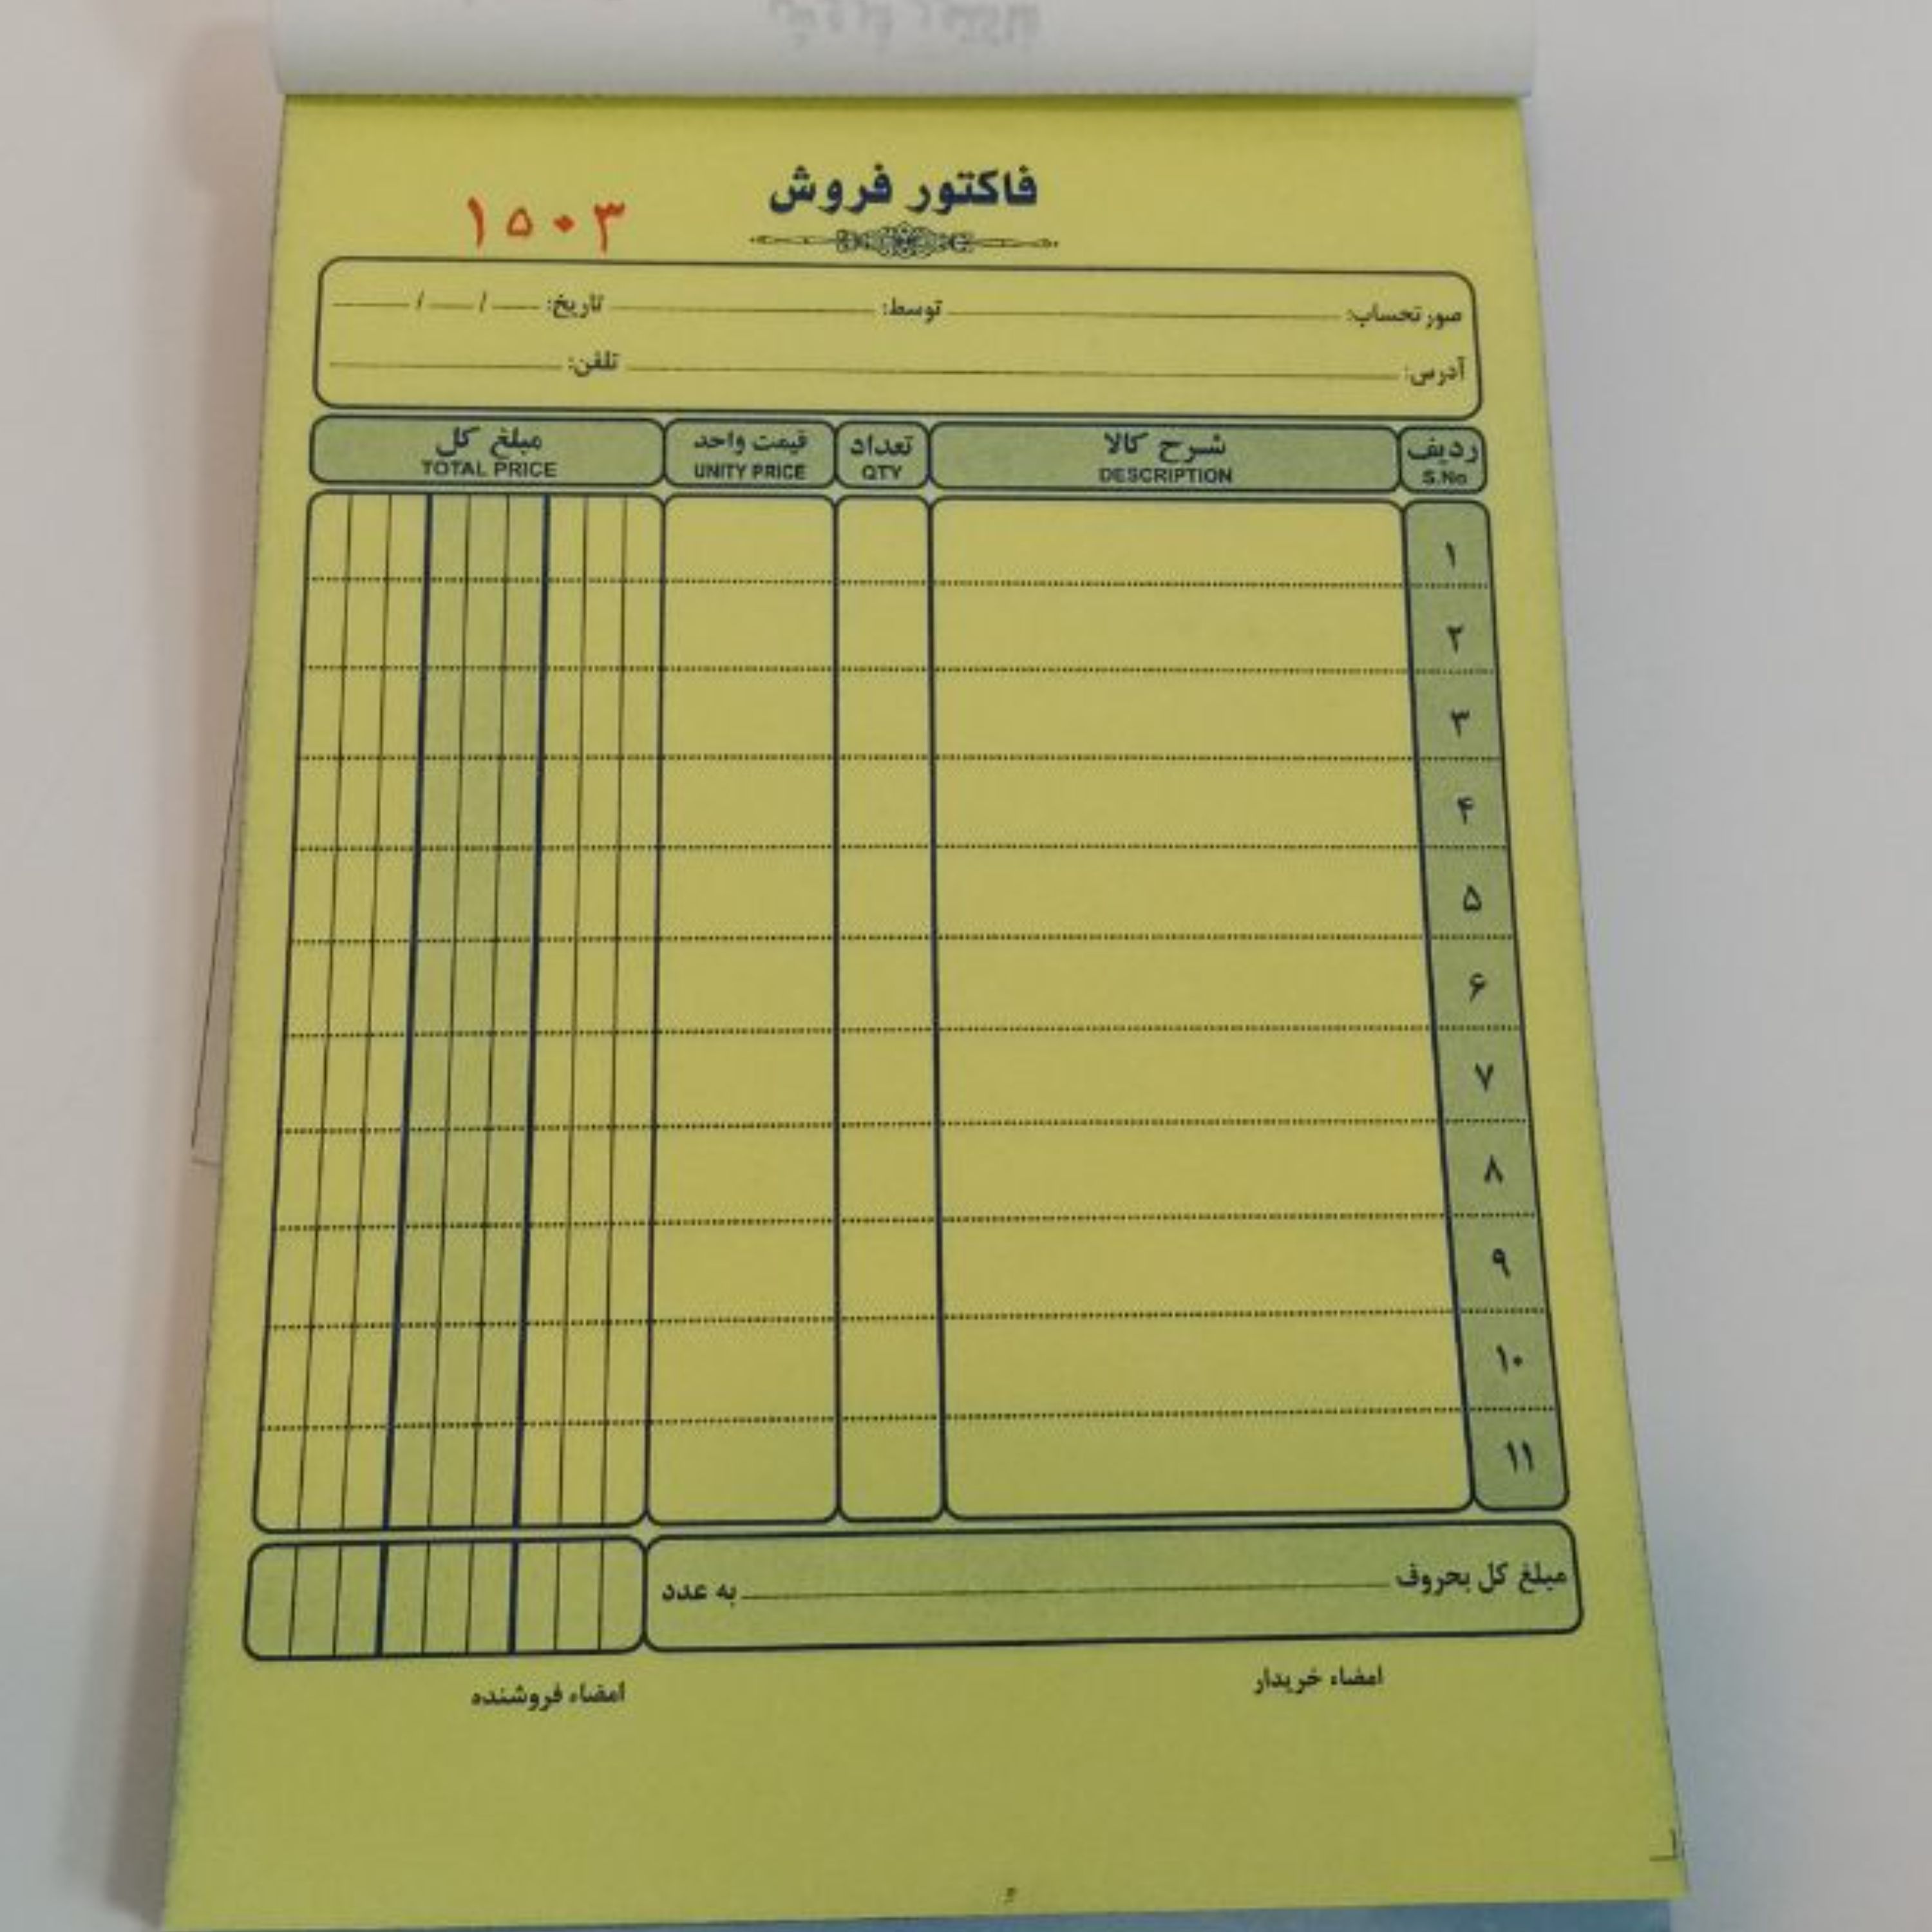 فاکتور فروش
۱۵۰۳
صورتحساب: توسط: تاریخ: / /
آدرس: تلفن:
ردیف شرح کالا تعداد قیمت واحد مبلغ کل
S.No DESCRIPTION QTY UNITY PRICE TOTAL PRICE
۱
۲
۳
۴
۵
۶
۷
۸
۹
۱۰
۱۱
مبلغ کل بحروف به عدد
امضاء خریدار امضاء فروشنده